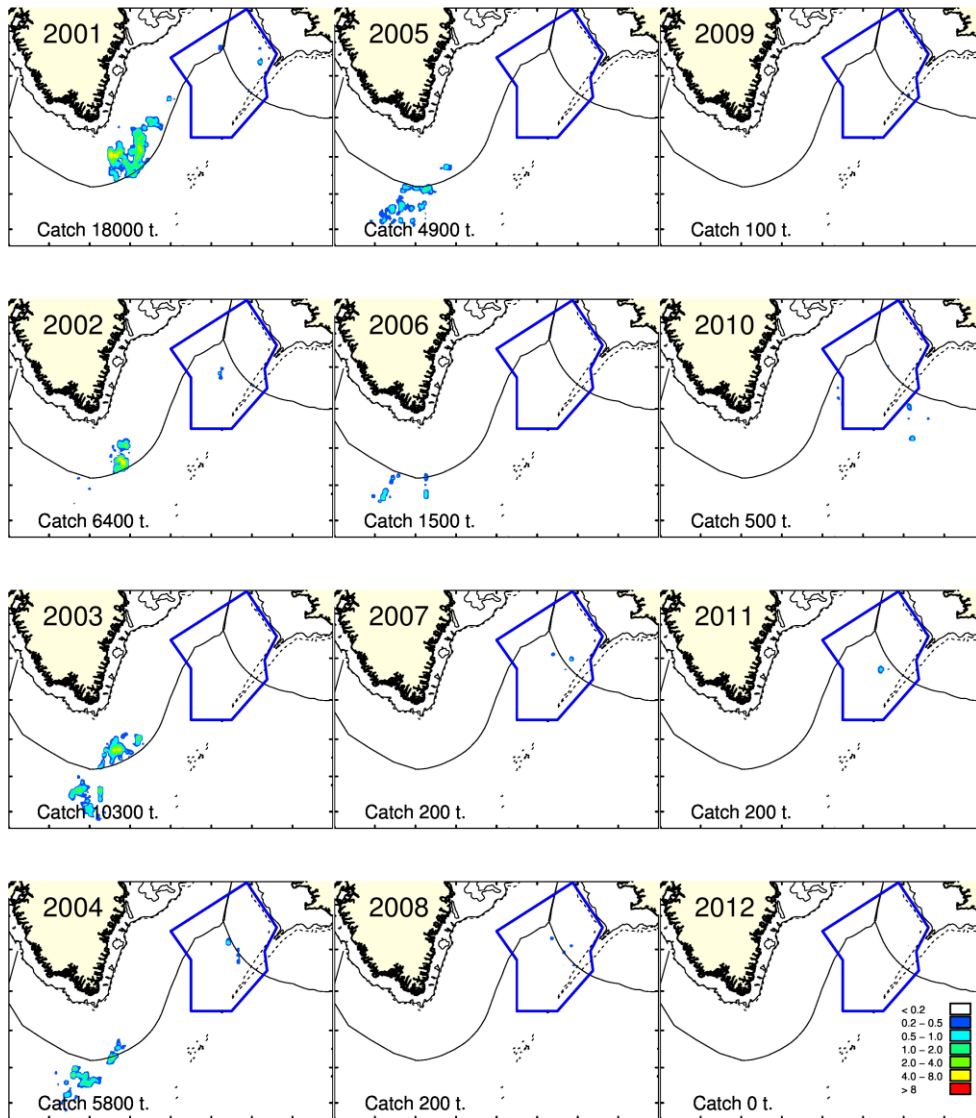 2001
Catch 18000 t.
2005
Catch 4900 t.
2009
Catch 100 t.
2002
Catch 6400 t.
2006
Catch 1500 t.
2010
Catch 500 t.
2003
Catch 10300 t.
2007
Catch 200 t.
2011
Catch 200 t.
2004
Catch 5800 t.
2008
Catch 200 t.
2012
Catch 0 t.
< 0.2
0.2 – 0.5
0.5 – 1.0
1.0 – 2.0
2.0 – 4.0
4.0 – 8.0
> 8